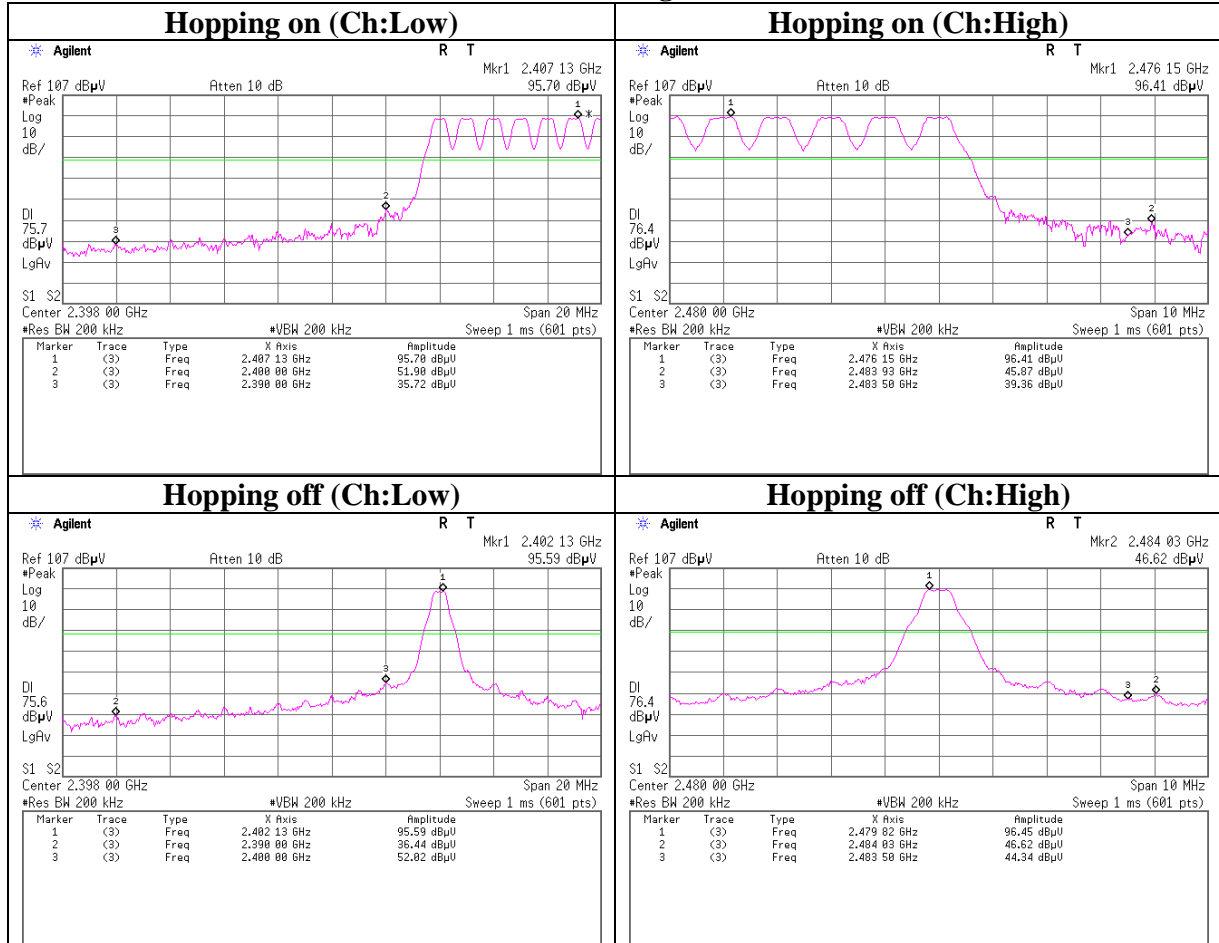 Hopping on (Ch:Low)
Agilent R T
Mkr1 2.407 13 GHz
Ref 107 dBµV Atten 10 dB 95.70 dBµV
#Peak
Log
10
dB/
1
*
2
3
DI
75.7
dBµV
LgAv
S1 S2
Center 2.398 00 GHz Span 20 MHz
#Res BW 200 kHz #VBW 200 kHz Sweep 1 ms (601 pts)
Marker Trace Type X Axis Amplitude
1 (3) Freq 2.407 13 GHz 95.70 dBµV
2 (3) Freq 2.400 00 GHz 51.90 dBµV
3 (3) Freq 2.390 00 GHz 35.72 dBµV
Hopping on (Ch:High)
Agilent R T
Mkr1 2.476 15 GHz
Ref 107 dBµV Atten 10 dB 96.41 dBµV
#Peak
Log
10
dB/
1
2
3
DI
76.4
dBµV
LgAv
S1 S2
Center 2.480 00 GHz Span 10 MHz
#Res BW 200 kHz #VBW 200 kHz Sweep 1 ms (601 pts)
Marker Trace Type X Axis Amplitude
1 (3) Freq 2.476 15 GHz 96.41 dBµV
2 (3) Freq 2.483 93 GHz 45.87 dBµV
3 (3) Freq 2.483 50 GHz 39.36 dBµV
Hopping off (Ch:Low)
Agilent R T
Mkr1 2.402 13 GHz
Ref 107 dBµV Atten 10 dB 95.59 dBµV
#Peak
Log
10
dB/
1
3
2
DI
75.6
dBµV
LgAv
S1 S2
Center 2.398 00 GHz Span 20 MHz
#Res BW 200 kHz #VBW 200 kHz Sweep 1 ms (601 pts)
Marker Trace Type X Axis Amplitude
1 (3) Freq 2.402 13 GHz 95.59 dBµV
2 (3) Freq 2.390 00 GHz 36.44 dBµV
3 (3) Freq 2.400 00 GHz 52.02 dBµV
Hopping off (Ch:High)
Agilent R T
Mkr2 2.484 03 GHz
Ref 107 dBµV Atten 10 dB 46.62 dBµV
#Peak
Log
10
dB/
1
2
3
DI
76.4
dBµV
LgAv
S1 S2
Center 2.480 00 GHz Span 10 MHz
#Res BW 200 kHz #VBW 200 kHz Sweep 1 ms (601 pts)
Marker Trace Type X Axis Amplitude
1 (3) Freq 2.479 82 GHz 96.45 dBµV
2 (3) Freq 2.484 03 GHz 46.62 dBµV
3 (3) Freq 2.483 50 GHz 44.34 dBµV